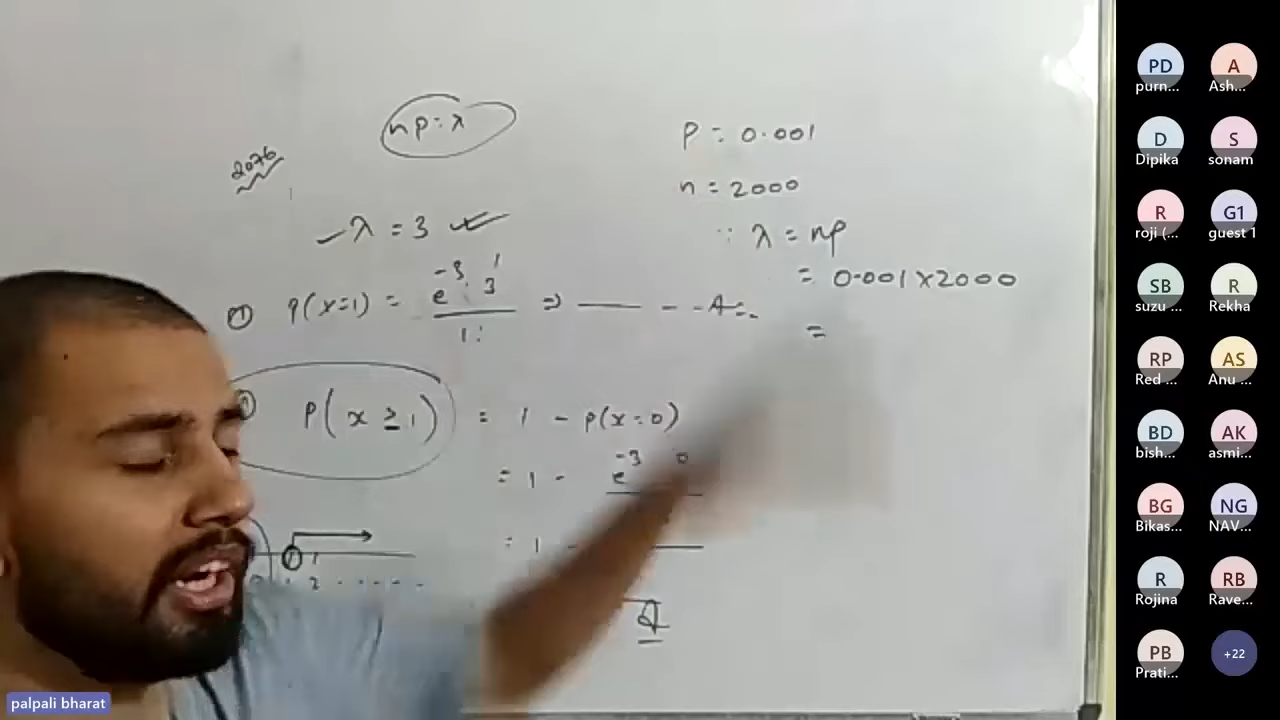 np = λ
2076
λ = 3
① P(x=1) = e^-3 . 3^1 / 1! ⇒ —— - -
P(x ≥ 1) = 1 - P(x=0)
= 1 - e^-3 0
= 1 -
P = 0.001
n = 2000
∵ λ = np
= 0.001 × 2000
=
palpali bharat
PD
purn...
A
Ash...
D
Dipika
S
sonam
R
roji (...
G1
guest 1
SB
suzu ...
R
Rekha
RP
Red ...
AS
Anu ...
BD
bish...
AK
asmi...
BG
Bikas...
NG
NAV...
R
Rojina
RB
Rave...
PB
Prati...
+22